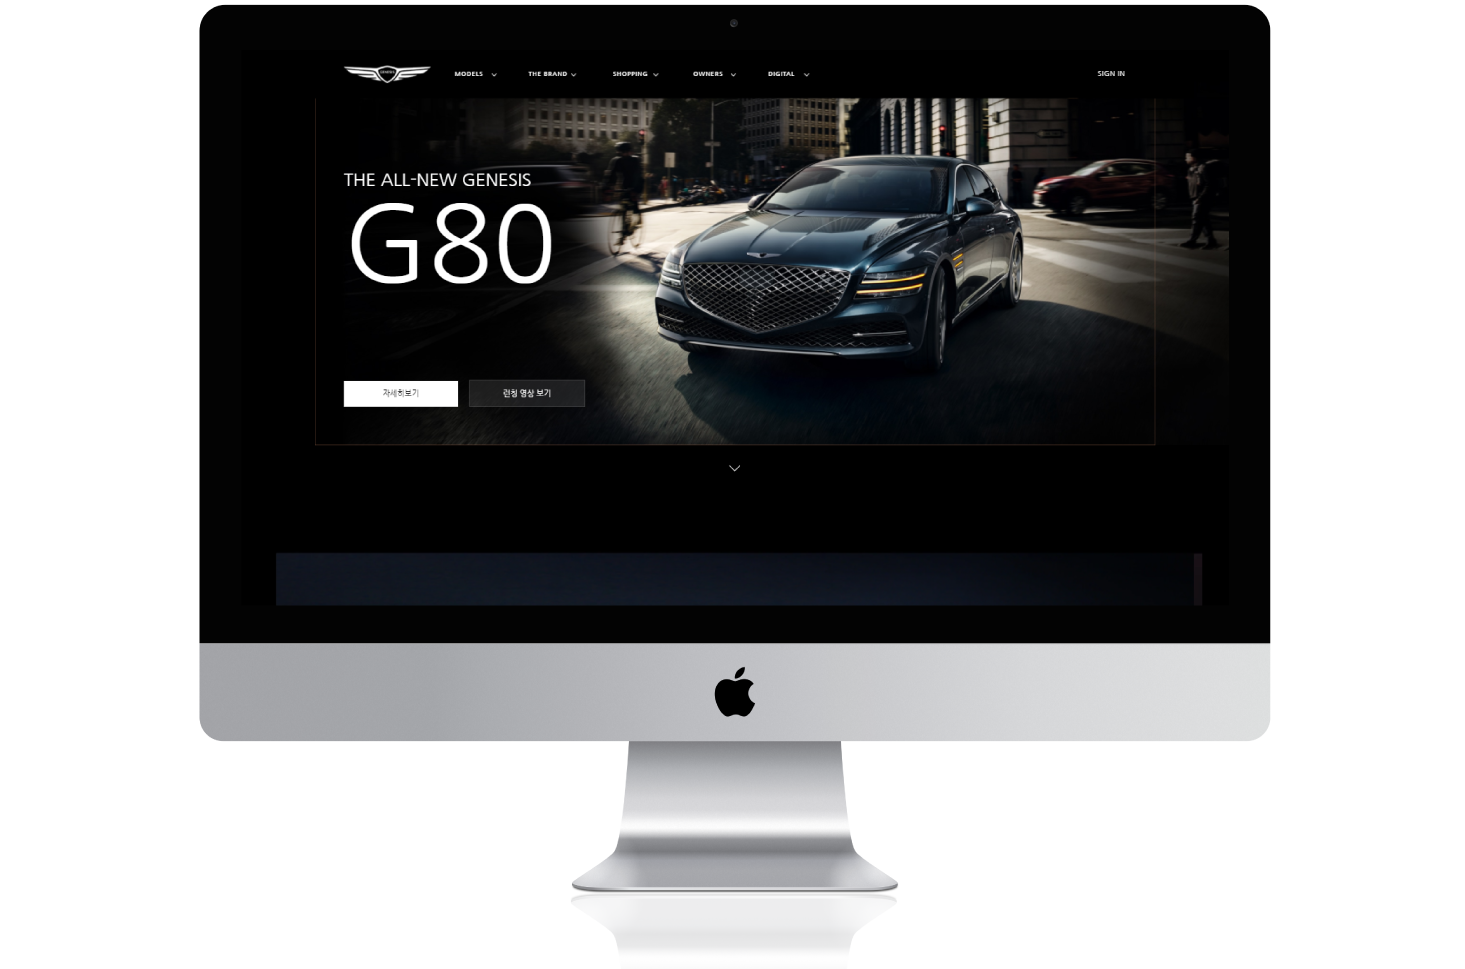 MODELS
THE BRAND
SHOPPING
OWNERS
DIGITAL
SIGN IN
THE ALL-NEW GENESIS
G80
자세히보기
런칭 영상 보기